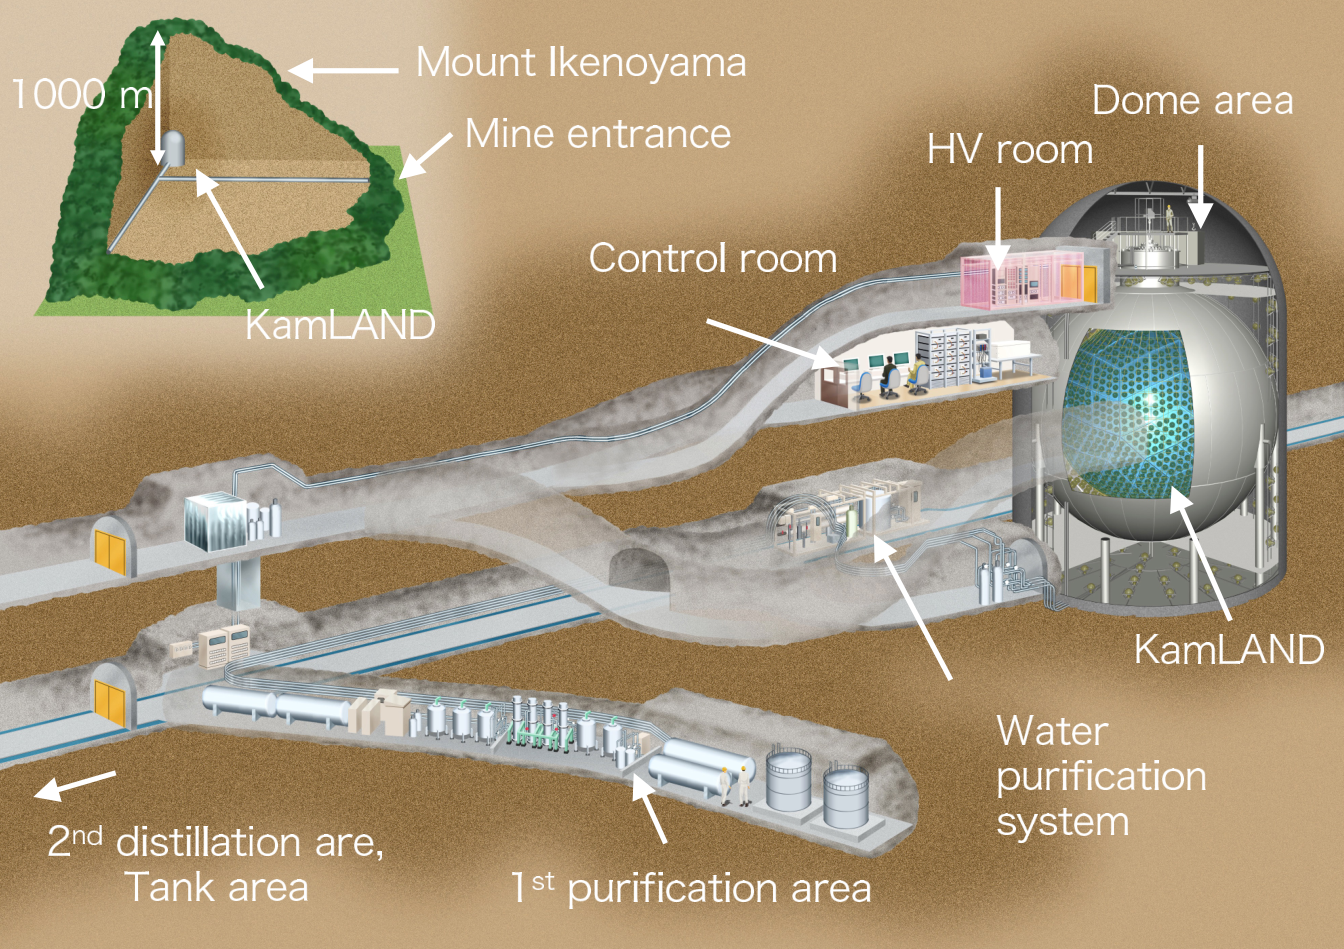 Mount Ikenoyama
1000 m
Mine entrance
KamLAND
Dome area
HV room
Control room
KamLAND
Water
purification
system
2nd distillation are,
Tank area
1st purification area